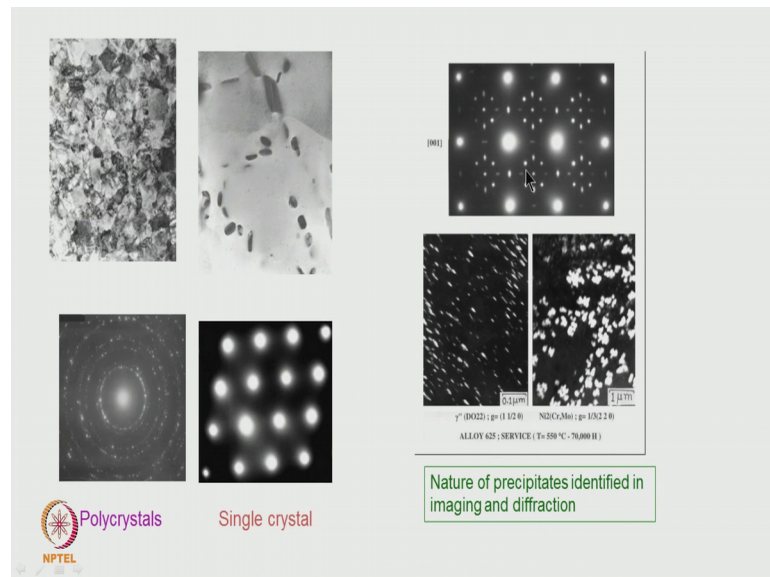 [001]
0.1μm
1μm
γ" (DO22) ; g= (1 1/2 0) Ni2(Cr,Mo) ; g= 1/3(2 2 0)
ALLOY 625 ; SERVICE ( T= 550 °C - 70,000 H )
Nature of precipitates identified in
imaging and diffraction
Polycrystals
Single crystal
NPTEL